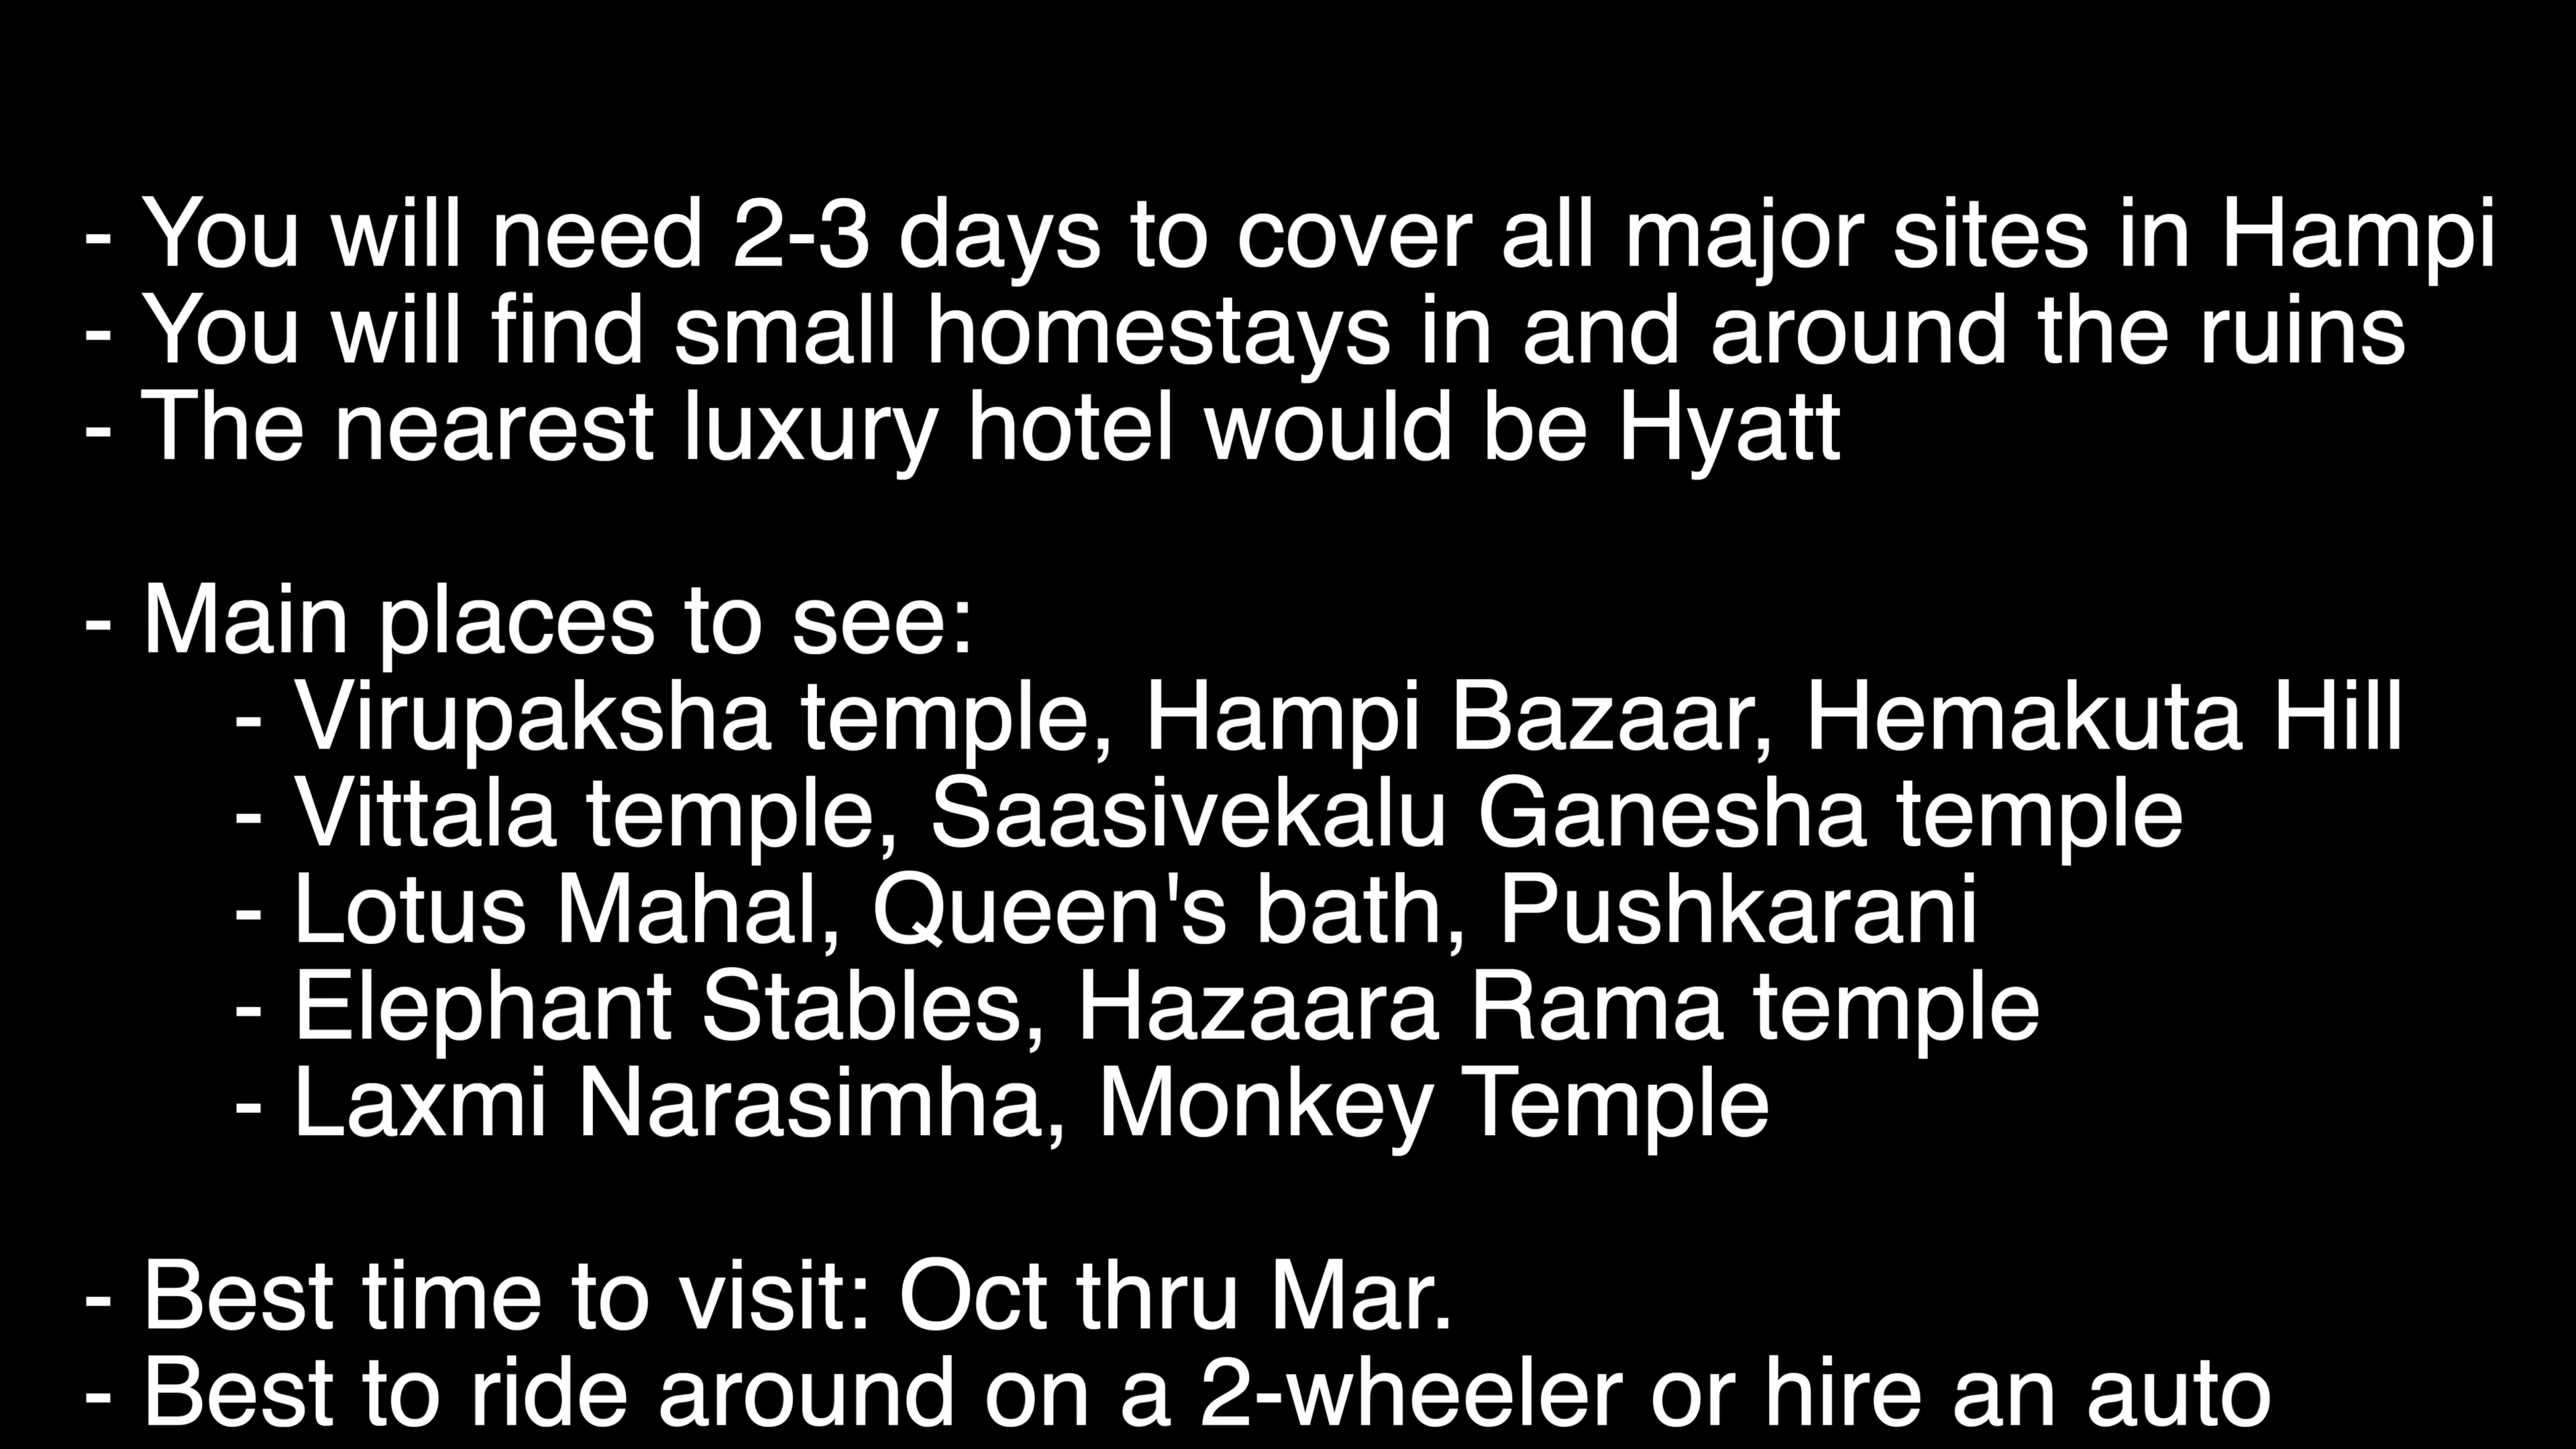 - You will need 2-3 days to cover all major sites in Hampi
- You will find small homestays in and around the ruins
- The nearest luxury hotel would be Hyatt
- Main places to see:
- Virupaksha temple, Hampi Bazaar, Hemakuta Hill
- Vittala temple, Saasivekalu Ganesha temple
- Lotus Mahal, Queen's bath, Pushkarani
- Elephant Stables, Hazaara Rama temple
- Laxmi Narasimha, Monkey Temple
- Best time to visit: Oct thru Mar.
- Best to ride around on a 2-wheeler or hire an auto